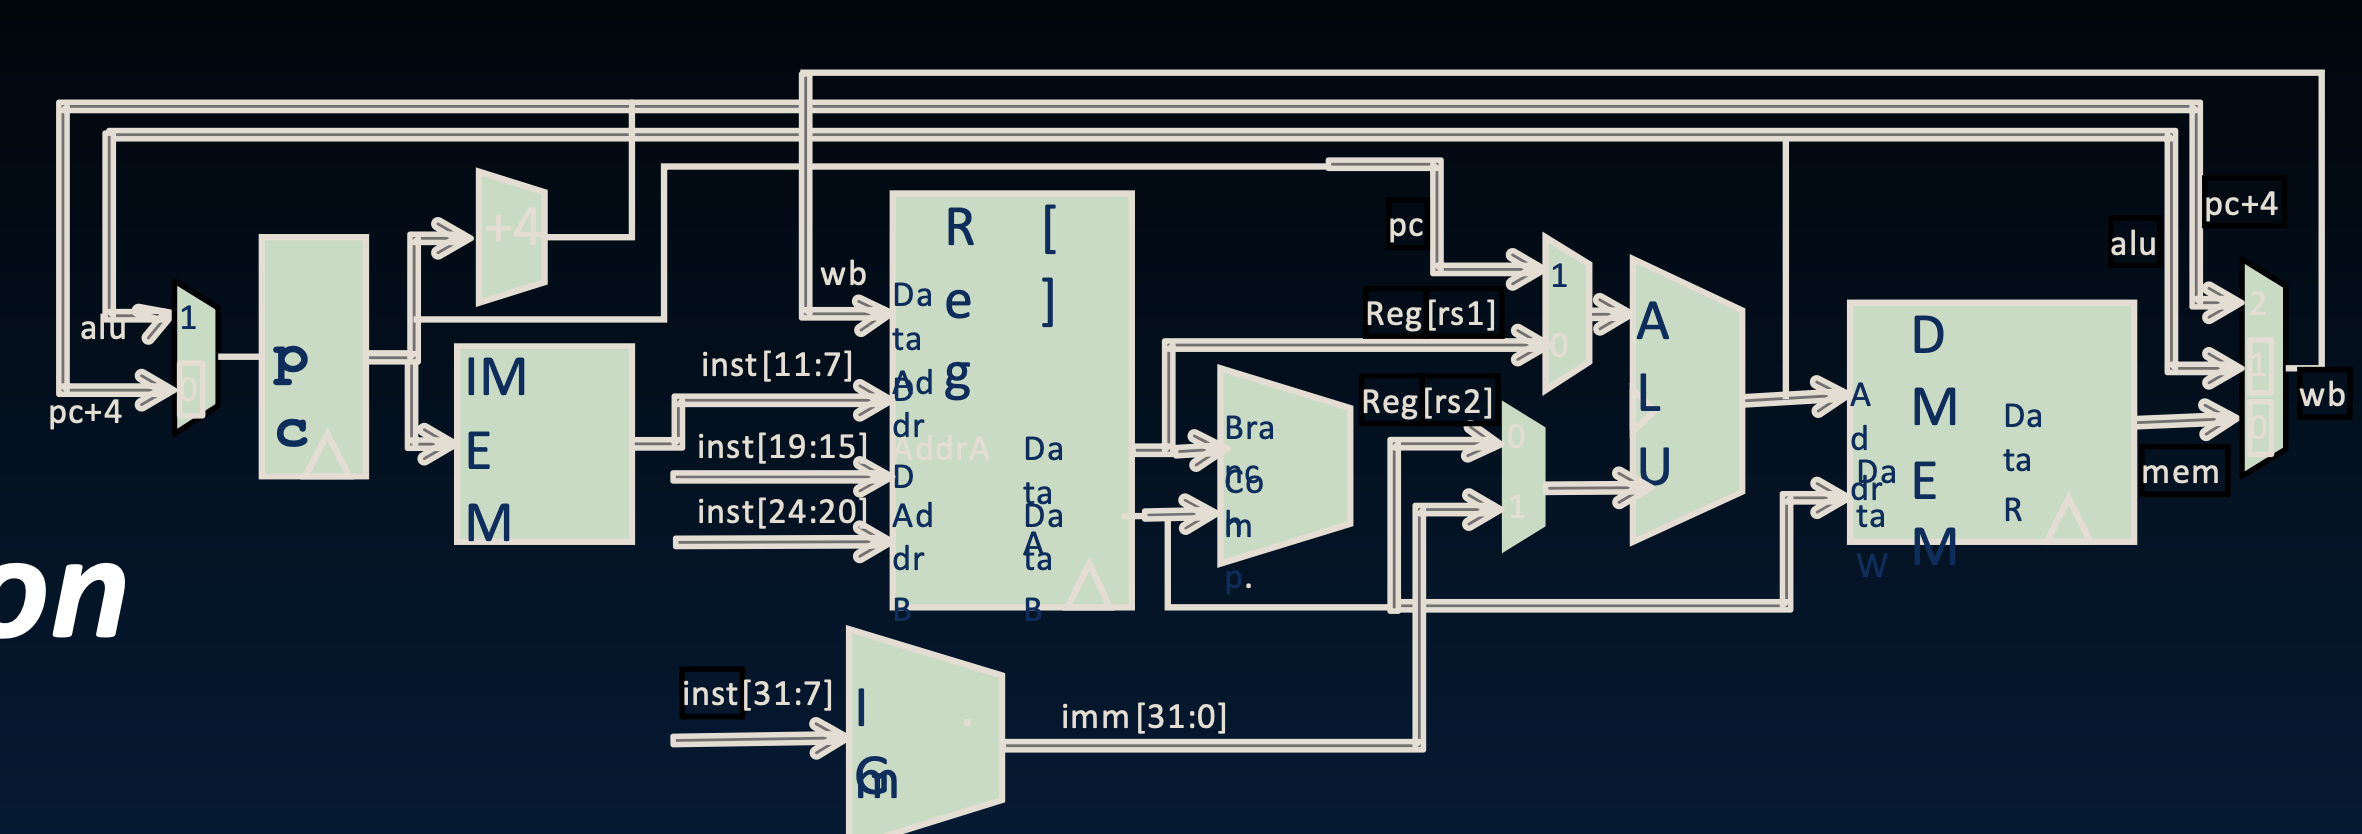 pc+4
alu
+4
wb
R
e
g
[
]
Da
ta
D
pc
1
Reg[rs1]
0
alu
1
0
pc+4
p
c
IM
E
M
inst[11:7]
inst[19:15]
inst[24:20]
Ad
dr
D
AddrA
Ad
dr
B
Da
ta
A
Da
ta
B
Bra
nc
h
Co
m
p.
Reg[rs2]
0
1
A
L
U
A
d
dr
Da
ta
W
D
M
E
M
Da
ta
R
2
1
0
wb
mem
on
inst[31:7]
I
m
m
.
G
imm[31:0]